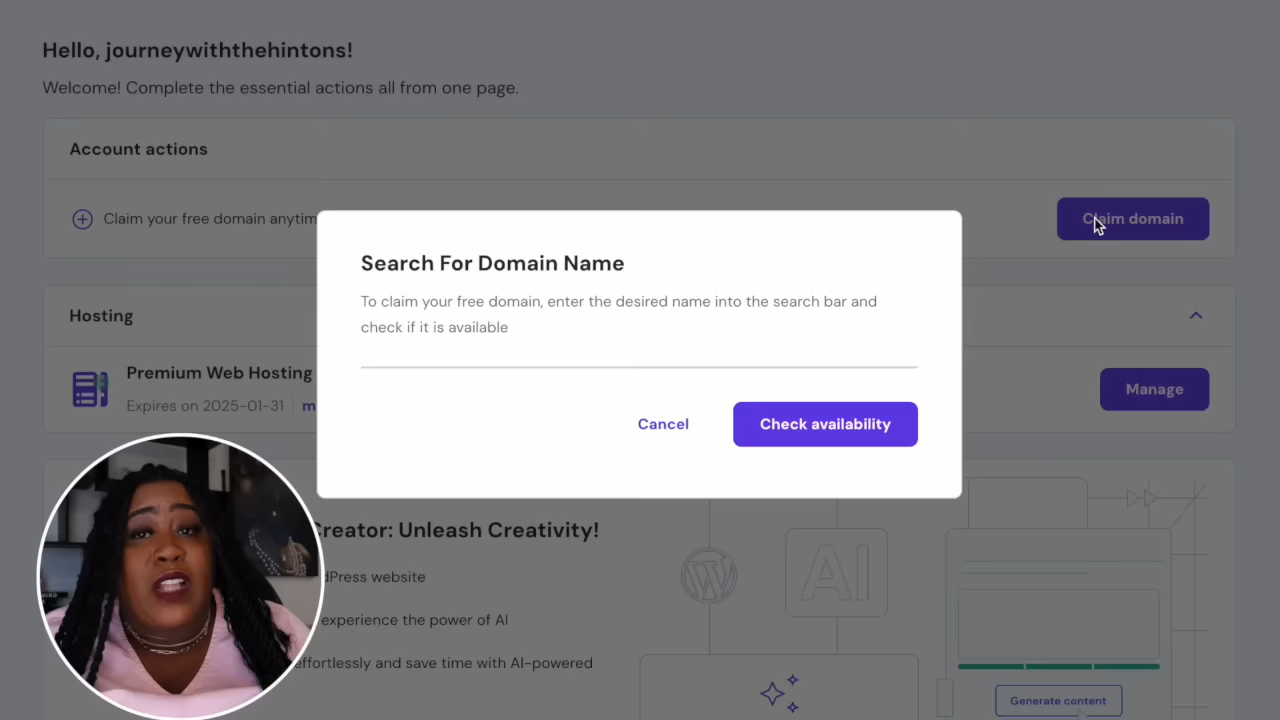 Hello, journeywiththehintons!
Welcome! Complete the essential actions all from one page.
Account actions
Claim your free domain anytim
Claim domain
Search For Domain Name
To claim your free domain, enter the desired name into the search bar and
check if it is available
Cancel
Check availability
Hosting
Premium Web Hosting
Expires on 2025-01-31
m
Manage
Creator: Unleash Creativity!
dPress website
experience the power of AI
effortlessly and save time with AI-powered
W
AI
Generate content